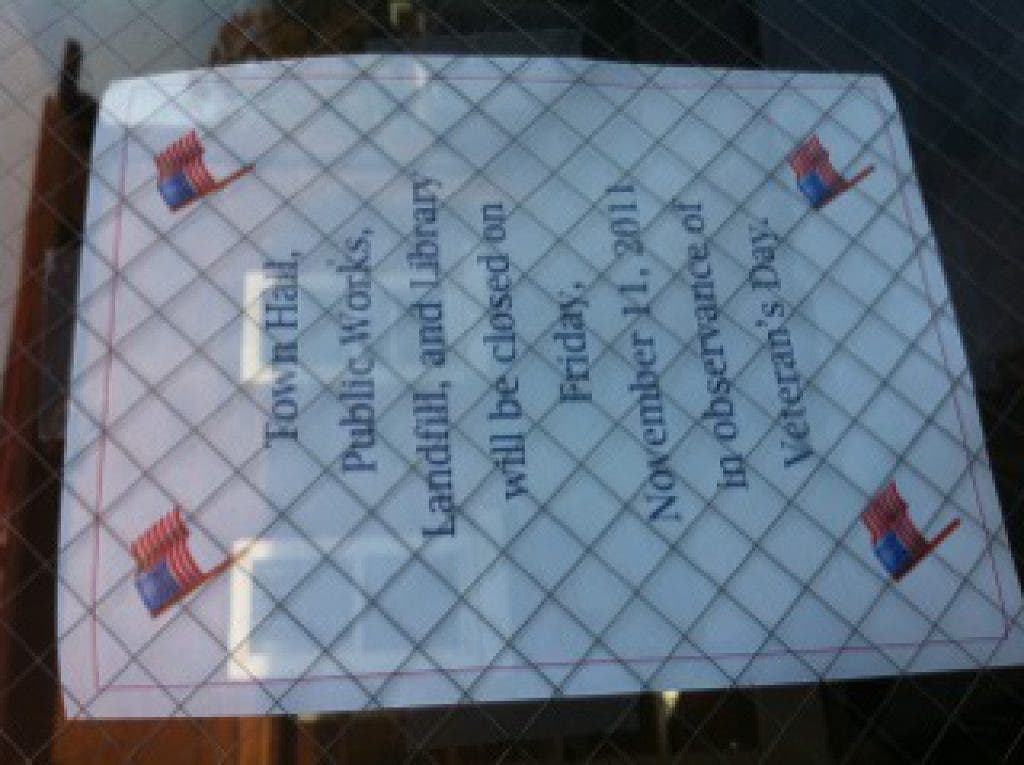 Town Hall,
Public Works,
Landfill, and Library
will be closed on
Friday,
November 11, 2011
in observance of
Veteran's Day.